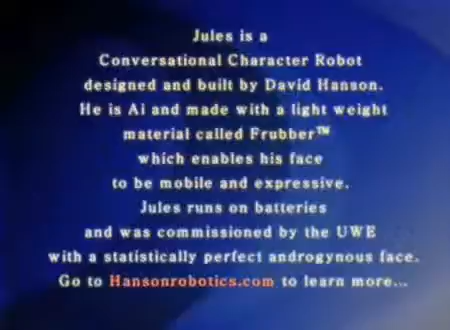 Jules is a
Conversational Character Robot
designed and built by David Hanson.
He is Ai and made with a light weight
material called Frubber™
which enables his face
to be mobile and expressive.
Jules runs on batteries
and was commissioned by the UWE
with a statistically perfect androgynous face.
Go to Hansonrobotics.com to learn more...